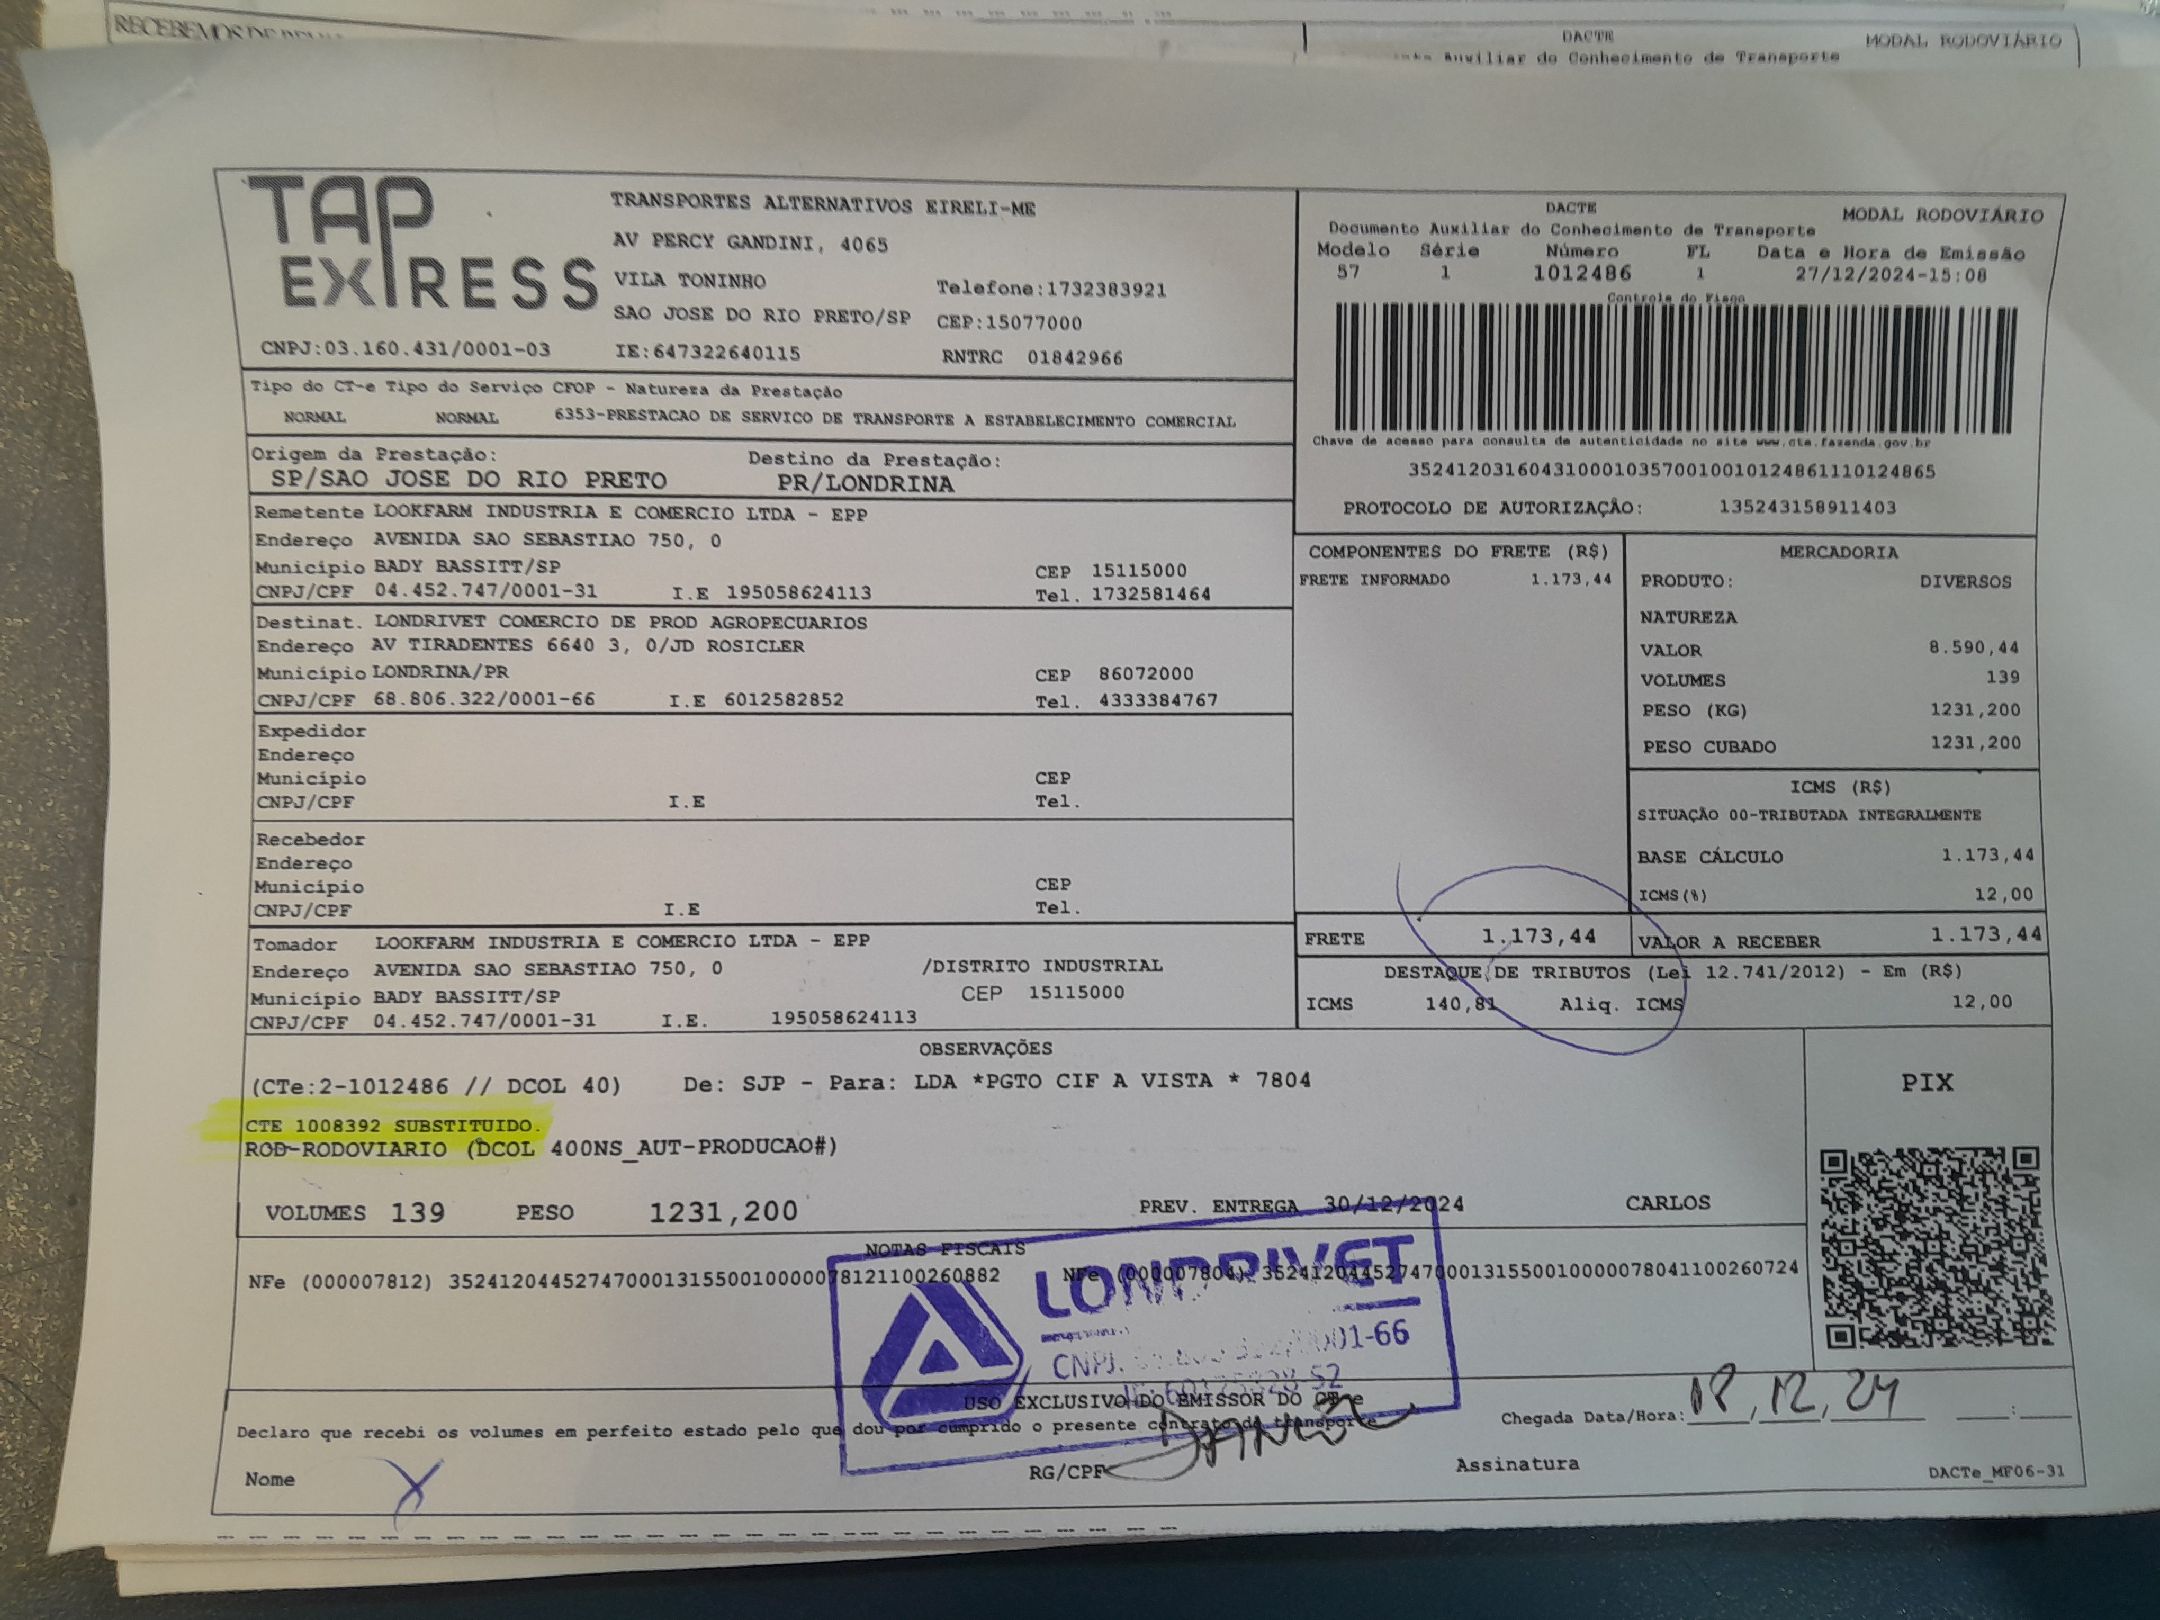 RECEBEMOS DE
DACTE
MODAL RODOVIÁRIO
Auxiliar do Conhecimento de Transporte
TAP EXPRESS
TRANSPORTES ALTERNATIVOS EIRELI-ME
AV PERCY GANDINI, 4065
VILA TONINHO
Telefone:1732383921
SAO JOSE DO RIO PRETO/SP CEP:15077000
CNPJ:03.160.431/0001-03 IE:647322640115 RNTRC 01842966
DACTE MODAL RODOVIÁRIO
Documento Auxiliar do Conhecimento de Transporte
Modelo Série Número FL Data e Hora de Emissão
57 1 1012486 1 27/12/2024-15:08
Controle do Fisco
Chave de acesso para consulta de autenticidade no site www.cte.fazenda.gov.br
35241203160431000103570010010124861110124865
PROTOCOLO DE AUTORIZAÇÃO: 135243158911403
Tipo do CT-e Tipo do Serviço CFOP - Natureza da Prestação
NORMAL NORMAL 6353-PRESTACAO DE SERVICO DE TRANSPORTE A ESTABELECIMENTO COMERCIAL
Origem da Prestação: Destino da Prestação:
SP/SAO JOSE DO RIO PRETO PR/LONDRINA
Remetente LOOKFARM INDUSTRIA E COMERCIO LTDA - EPP
Endereço AVENIDA SAO SEBASTIAO 750, 0
Município BADY BASSITT/SP CEP 15115000
CNPJ/CPF 04.452.747/0001-31 I.E 195058624113 Tel. 1732581464
Destinat. LONDRIVET COMERCIO DE PROD AGROPECUARIOS
Endereço AV TIRADENTES 6640 3, 0/JD ROSICLER
Município LONDRINA/PR CEP 86072000
CNPJ/CPF 68.806.322/0001-66 I.E 6012582852 Tel. 4333384767
Expedidor
Endereço
Município CEP
CNPJ/CPF I.E Tel.
Recebedor
Endereço
Município CEP
CNPJ/CPF I.E Tel.
Tomador LOOKFARM INDUSTRIA E COMERCIO LTDA - EPP
Endereço AVENIDA SAO SEBASTIAO 750, 0 /DISTRITO INDUSTRIAL
Município BADY BASSITT/SP CEP 15115000
CNPJ/CPF 04.452.747/0001-31 I.E. 195058624113
COMPONENTES DO FRETE (R$)
FRETE INFORMADO 1.173,44
MERCADORIA
PRODUTO: DIVERSOS
NATUREZA
VALOR 8.590,44
VOLUMES 139
PESO (KG) 1231,200
PESO CUBADO 1231,200
ICMS (R$)
SITUAÇÃO 00-TRIBUTADA INTEGRALMENTE
BASE CÁLCULO 1.173,44
ICMS(%) 12,00
FRETE 1.173,44 VALOR A RECEBER 1.173,44
DESTAQUE DE TRIBUTOS (Lei 12.741/2012) - Em (R$)
ICMS 140,81 Aliq. ICMS 12,00
OBSERVAÇÕES
(CTe:2-1012486 // DCOL 40) De: SJP - Para: LDA *PGTO CIF A VISTA * 7804
CTE 1008392 SUBSTITUIDO.
ROD-RODOVIARIO (DCOL 400NS_AUT-PRODUCAO#)
PIX
VOLUMES 139 PESO 1231,200 PREV. ENTREGA 30/12/2024 CARLOS
NOTAS FISCAIS
NFe (000007812) 35241204452747000131550010000078121100260882 NFe (000007804) 35241204452747000131550010000078041100260724
LONDRIVET
CNPJ. 0001-66
USO EXCLUSIVO DO EMISSOR DO CT-e
Declaro que recebi os volumes em perfeito estado pelo que dou por cumprido o presente contrato de transporte
Chegada Data/Hora: 18,12,24 :
Nome X RG/CPF Assinatura
DACTe_MF06-31